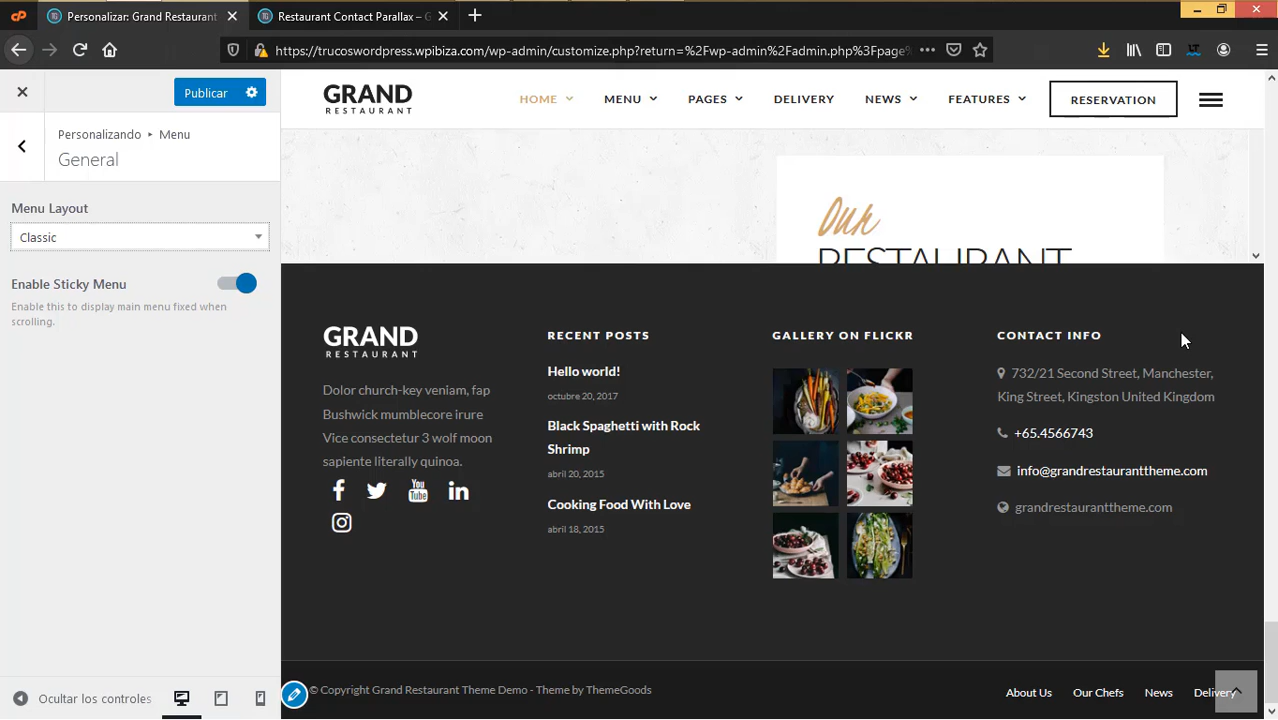 Personalizar: Grand Restaurant
Restaurant Contact Parallax – G
https://trucoswordpress.wpibiza.com/wp-admin/customize.php?return=%2Fwp-admin%2Fadmin.php%3Fpage
Publicar
Personalizando ▸ Menu
General
Menu Layout
Classic
Enable Sticky Menu
Enable this to display main menu fixed when
scrolling.
Ocultar los controles
GRAND
RESTAURANT
HOME
MENU
PAGES
DELIVERY
NEWS
FEATURES
RESERVATION
Our
RESTAURANT
GRAND
RESTAURANT
Dolor church-key veniam, fap
Bushwick mumblecore irure
Vice consectetur 3 wolf moon
sapiente literally quinoa.
RECENT POSTS
Hello world!
octubre 20, 2017
Black Spaghetti with Rock
Shrimp
abril 20, 2015
Cooking Food With Love
abril 18, 2015
GALLERY ON FLICKR
CONTACT INFO
732/21 Second Street, Manchester,
King Street, Kingston United Kingdom
+65.4566743
info@grandrestauranttheme.com
grandrestauranttheme.com
© Copyright Grand Restaurant Theme Demo - Theme by ThemeGoods
About Us
Our Chefs
News
Delivery